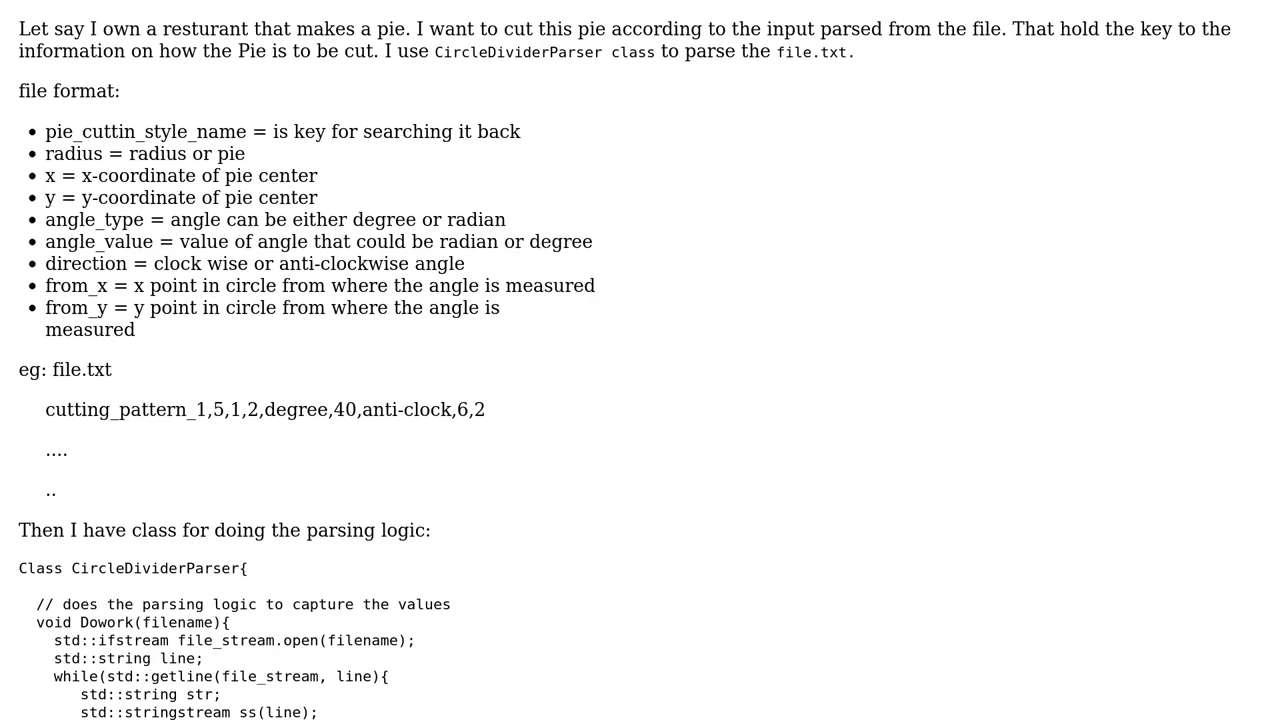 Let say I own a resturant that makes a pie. I want to cut this pie according to the input parsed from the file. That hold the key to the
information on how the Pie is to be cut. I use CircleDividerParser class to parse the file.txt.
file format:
• pie_cuttin_style_name = is key for searching it back
• radius = radius or pie
• x = x-coordinate of pie center
• y = y-coordinate of pie center
• angle_type = angle can be either degree or radian
• angle_value = value of angle that could be radian or degree
• direction = clock wise or anti-clockwise angle
• from_x = x point in circle from where the angle is measured
• from_y = y point in circle from where the angle is
measured
eg: file.txt
cutting_pattern_1,5,1,2,degree,40,anti-clock,6,2
....
..
Then I have class for doing the parsing logic:
Class CircleDividerParser{
// does the parsing logic to capture the values
void Dowork(filename){
std::ifstream file_stream.open(filename);
std::string line;
while(std::getline(file_stream, line){
std::string str;
std::stringstream ss(line);